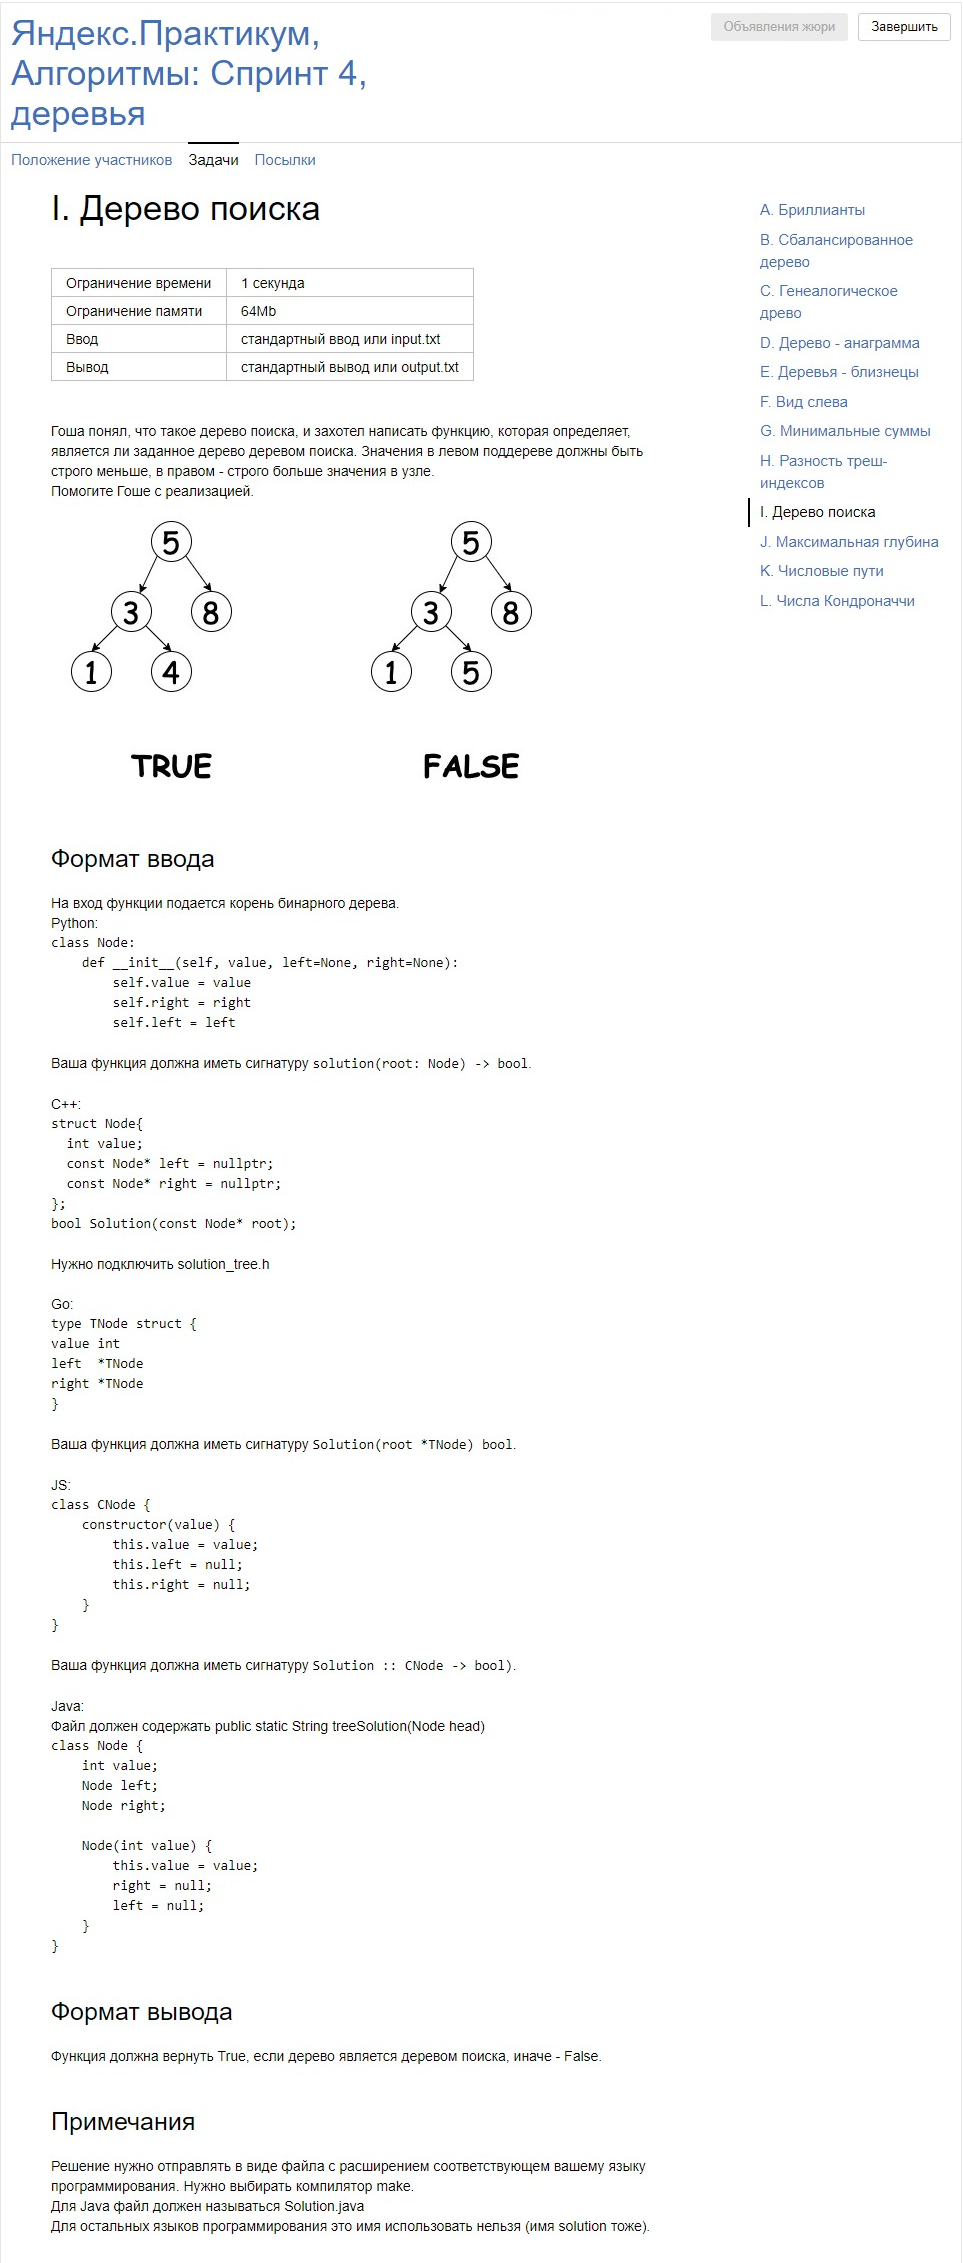 Яндекс.Практикум,
Алгоритмы: Спринт 4,
деревья
Объявления жюри
Завершить
Положение участников Задачи Посылки
I. Дерево поиска
Ограничение времени 1 секунда
Ограничение памяти 64Mb
Ввод стандартный ввод или input.txt
Вывод стандартный вывод или output.txt
Гоша понял, что такое дерево поиска, и захотел написать функцию, которая определяет,
является ли заданное дерево деревом поиска. Значения в левом поддереве должны быть
строго меньше, в правом - строго больше значения в узле.
Помогите Гоше с реализацией.
5 5
3 8 3 8
1 4 1 5
TRUE FALSE
Формат ввода
На вход функции подается корень бинарного дерева.
Python:
class Node:
    def __init__(self, value, left=None, right=None):
        self.value = value
        self.right = right
        self.left = left
Ваша функция должна иметь сигнатуру solution(root: Node) -> bool.
C++:
struct Node{
  int value;
  const Node* left = nullptr;
  const Node* right = nullptr;
};
bool Solution(const Node* root);
Нужно подключить solution_tree.h
Go:
type TNode struct {
value int
left  *TNode
right *TNode
}
Ваша функция должна иметь сигнатуру Solution(root *TNode) bool.
JS:
class CNode {
    constructor(value) {
        this.value = value;
        this.left = null;
        this.right = null;
    }
}
Ваша функция должна иметь сигнатуру Solution :: CNode -> bool).
Java:
Файл должен содержать public static String treeSolution(Node head)
class Node {
    int value;
    Node left;
    Node right;
    Node(int value) {
        this.value = value;
        right = null;
        left = null;
    }
}
Формат вывода
Функция должна вернуть True, если дерево является деревом поиска, иначе - False.
Примечания
Решение нужно отправлять в виде файла с расширением соответствующем вашему языку
программирования. Нужно выбирать компилятор make.
Для Java файл должен называться Solution.java
Для остальных языков программирования это имя использовать нельзя (имя solution тоже).
A. Бриллианты
B. Сбалансированное
дерево
C. Генеалогическое
древо
D. Дерево - анаграмма
E. Деревья - близнецы
F. Вид слева
G. Минимальные суммы
H. Разность треш-
индексов
I. Дерево поиска
J. Максимальная глубина
K. Числовые пути
L. Числа Кондроначчи